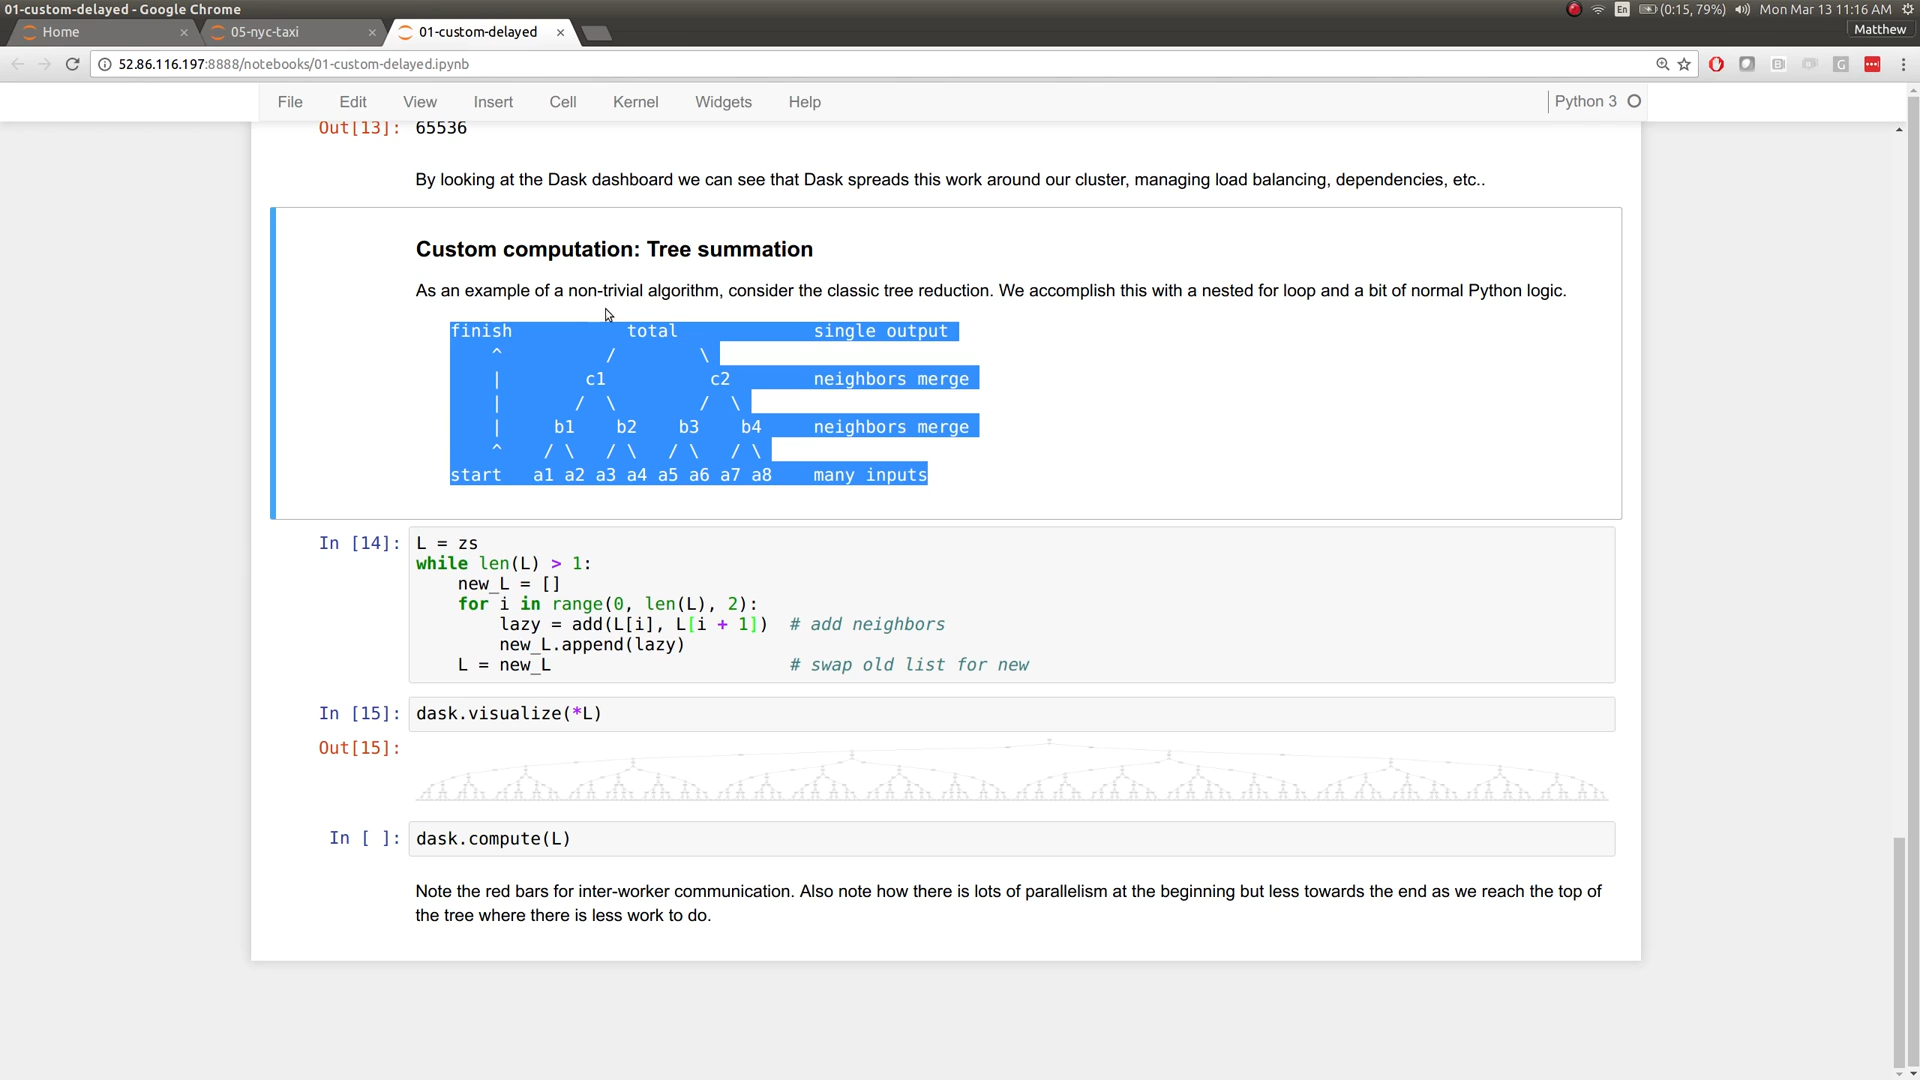 01-custom-delayed - Google Chrome
En (0:15, 79%) Mon Mar 13 11:16 AM
Home × 05-nyc-taxi × 01-custom-delayed × Matthew
52.86.116.197:8888/notebooks/01-custom-delayed.ipynb
File Edit View Insert Cell Kernel Widgets Help Python 3
Out[13]: 65536
By looking at the Dask dashboard we can see that Dask spreads this work around our cluster, managing load balancing, dependencies, etc..
Custom computation: Tree summation
As an example of a non-trivial algorithm, consider the classic tree reduction. We accomplish this with a nested for loop and a bit of normal Python logic.
finish           total             single output
    ^          /        \
    |        c1          c2        neighbors merge
    |       /  \        /  \
    |     b1    b2    b3    b4     neighbors merge
    ^    / \   / \   / \   / \
start   a1 a2 a3 a4 a5 a6 a7 a8    many inputs
In [14]: L = zs
while len(L) > 1:
    new_L = []
    for i in range(0, len(L), 2):
        lazy = add(L[i], L[i + 1])  # add neighbors
        new_L.append(lazy)
    L = new_L                       # swap old list for new
In [15]: dask.visualize(*L)
Out[15]:
In [ ]: dask.compute(L)
Note the red bars for inter-worker communication. Also note how there is lots of parallelism at the beginning but less towards the end as we reach the top of
the tree where there is less work to do.